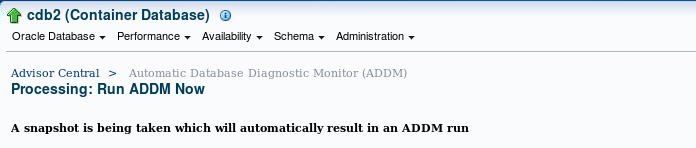 cdb2 (Container Database)
Oracle Database Performance Availability Schema Administration
Advisor Central > Automatic Database Diagnostic Monitor (ADDM)
Processing: Run ADDM Now
A snapshot is being taken which will automatically result in an ADDM run